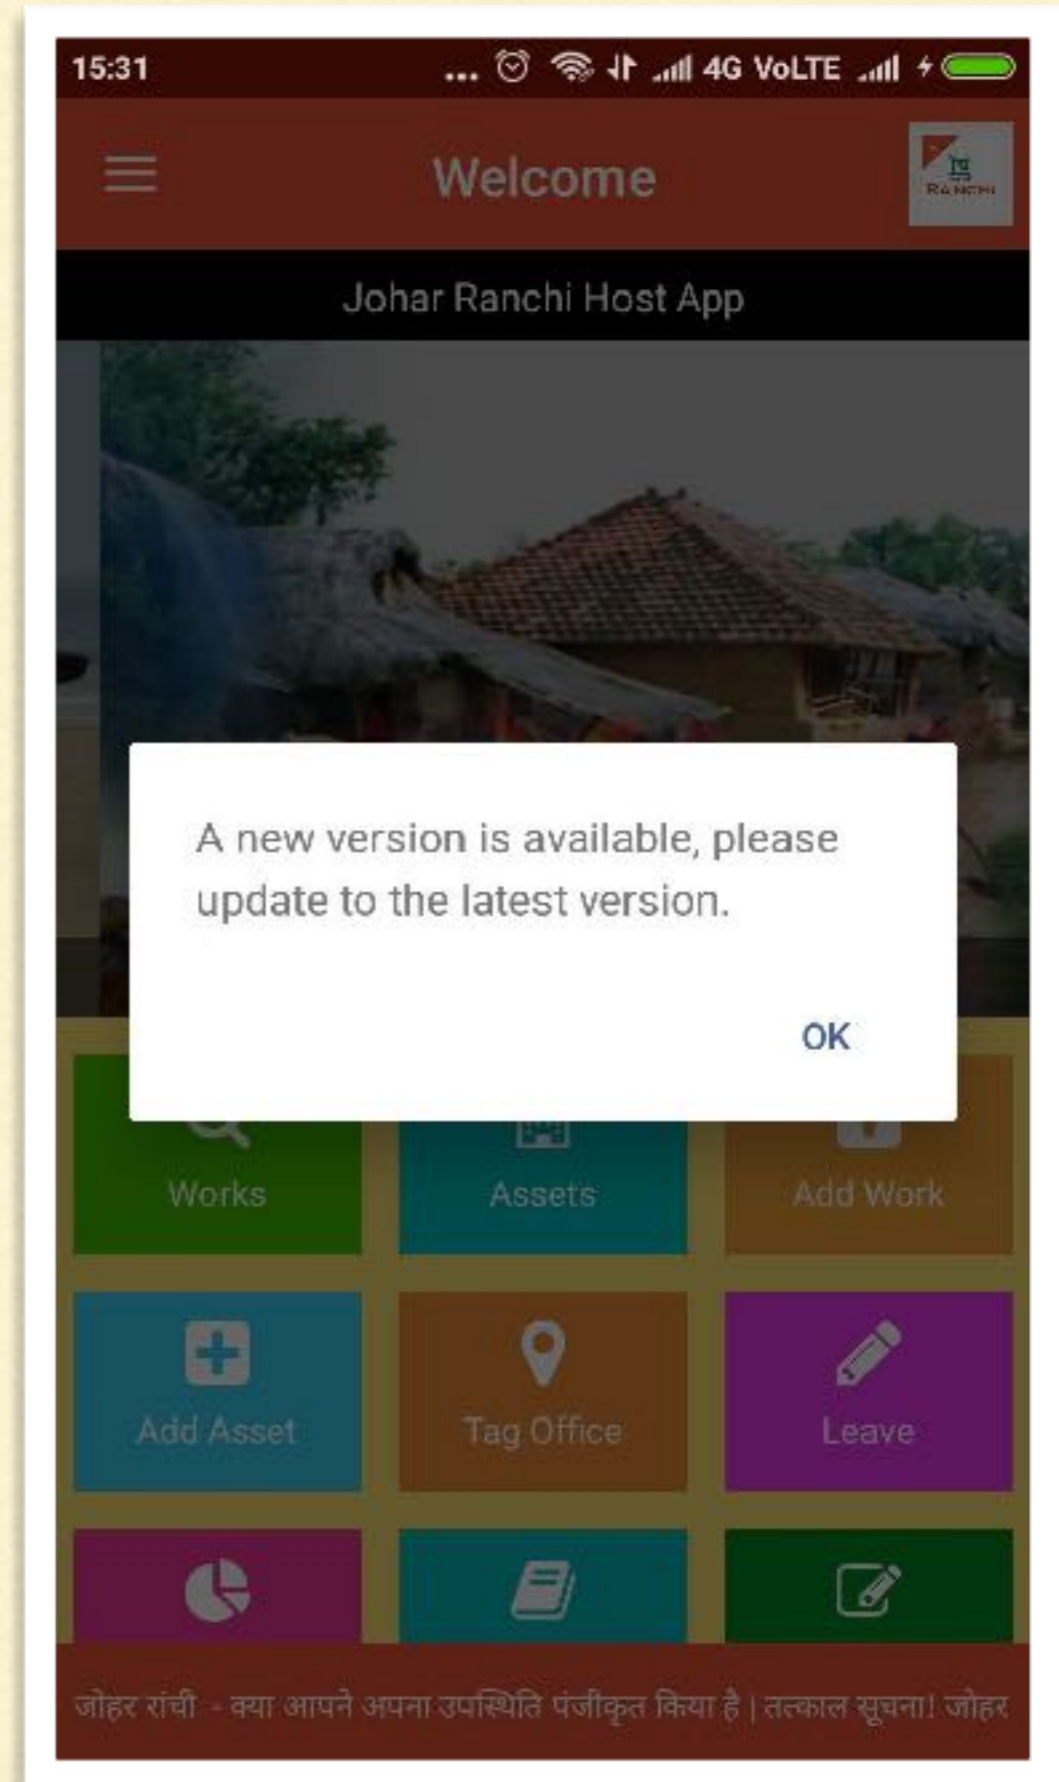 15:31 ... 4G VoLTE
Welcome
RANCHI
Johar Ranchi Host App
A new version is available, please
update to the latest version.
OK
Works Assets Add Work
Add Asset Tag Office Leave
जोहर रांची - क्या आपने अपना उपस्थिति पंजीकृत किया है | तत्काल सूचना! जोहर